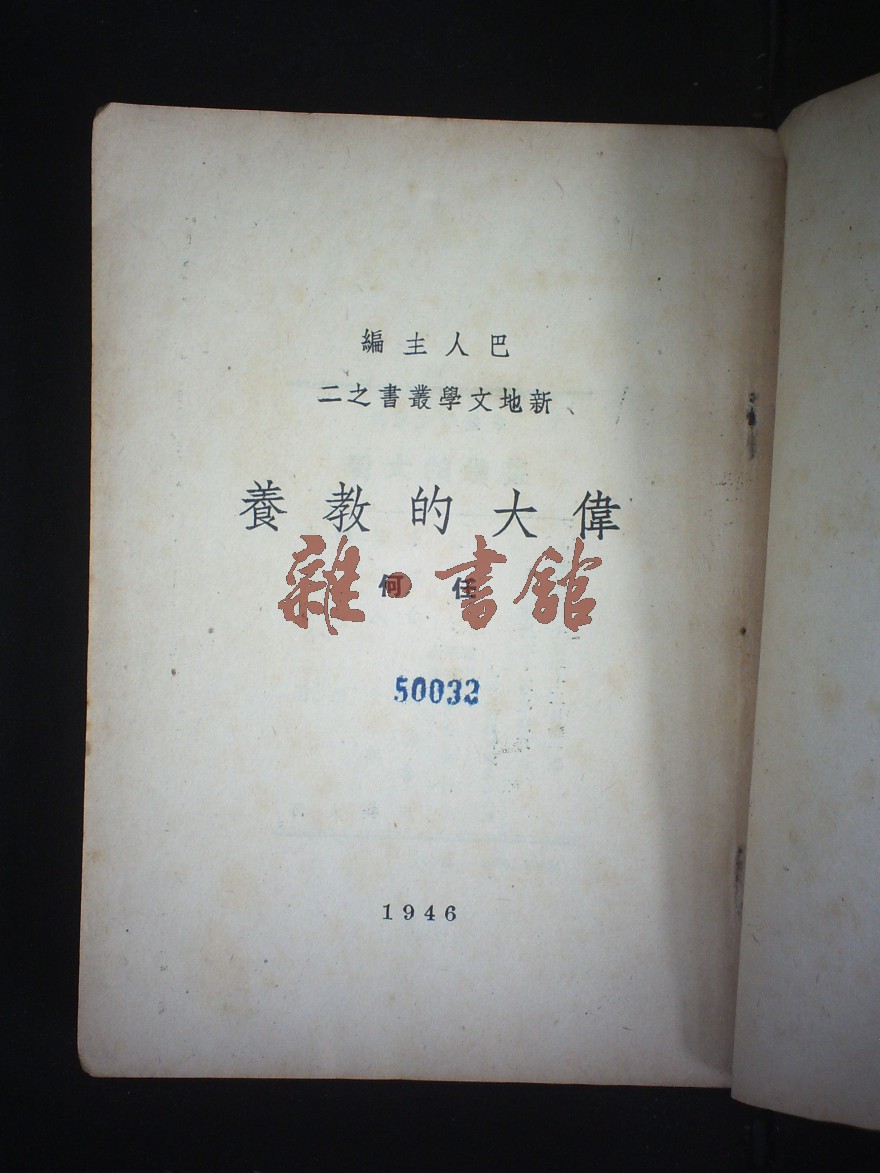 巴人主編
新地文學叢書之二
偉大的教養
任何
雜·書館
50032
1946